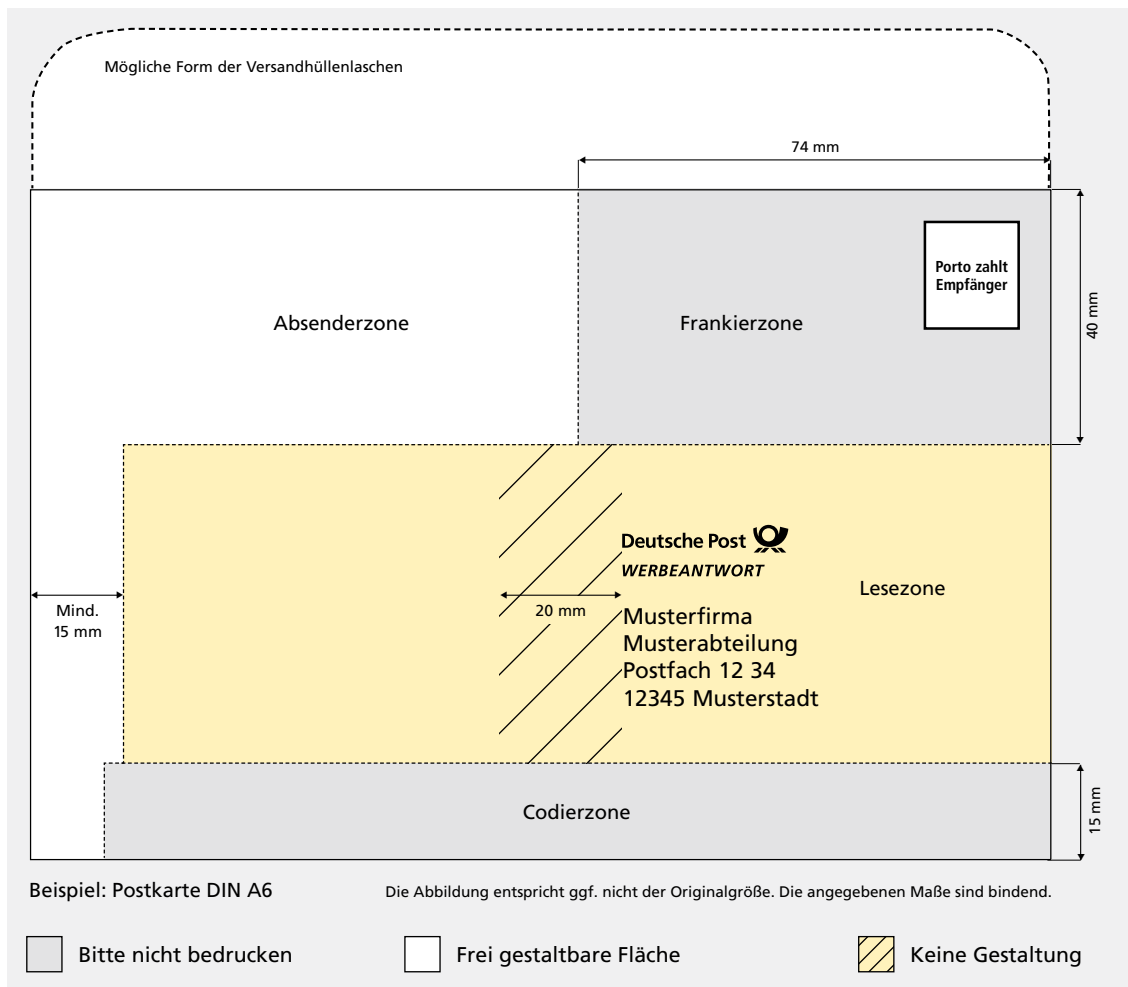 Mögliche Form der Versandhüllenlaschen
74 mm
Porto zahlt
Empfänger
Absenderzone
Frankierzone
40 mm
Deutsche Post
WERBEANTWORT
Lesezone
Mind.
15 mm
20 mm
Musterfirma
Musterabteilung
Postfach 12 34
12345 Musterstadt
Codierzone
15 mm
Beispiel: Postkarte DIN A6
Die Abbildung entspricht ggf. nicht der Originalgröße. Die angegebenen Maße sind bindend.
Bitte nicht bedrucken
Frei gestaltbare Fläche
Keine Gestaltung